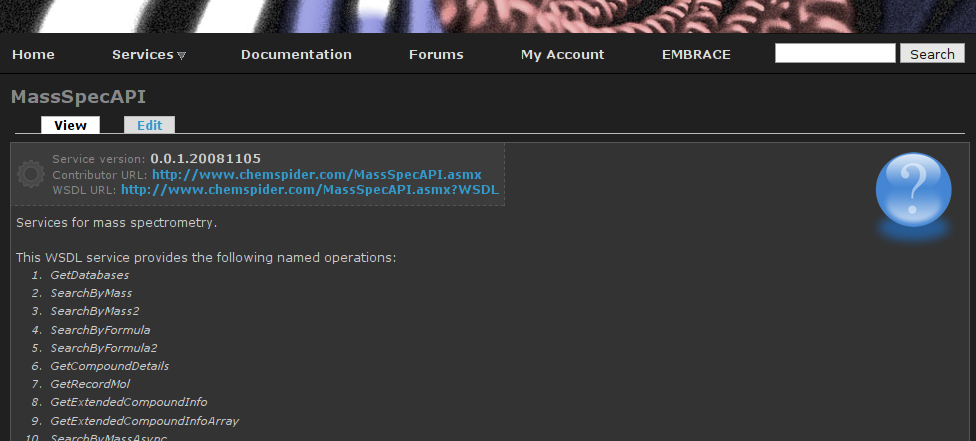 Home Services Documentation Forums My Account EMBRACE Search
MassSpecAPI
View Edit
Service version: 0.0.1.20081105
Contributor URL: http://www.chemspider.com/MassSpecAPI.asmx
WSDL URL: http://www.chemspider.com/MassSpecAPI.asmx?WSDL
?
Services for mass spectrometry.
This WSDL service provides the following named operations:
1. GetDatabases
2. SearchByMass
3. SearchByMass2
4. SearchByFormula
5. SearchByFormula2
6. GetCompoundDetails
7. GetRecordMol
8. GetExtendedCompoundInfo
9. GetExtendedCompoundInfoArray
10. SearchByMassAsync